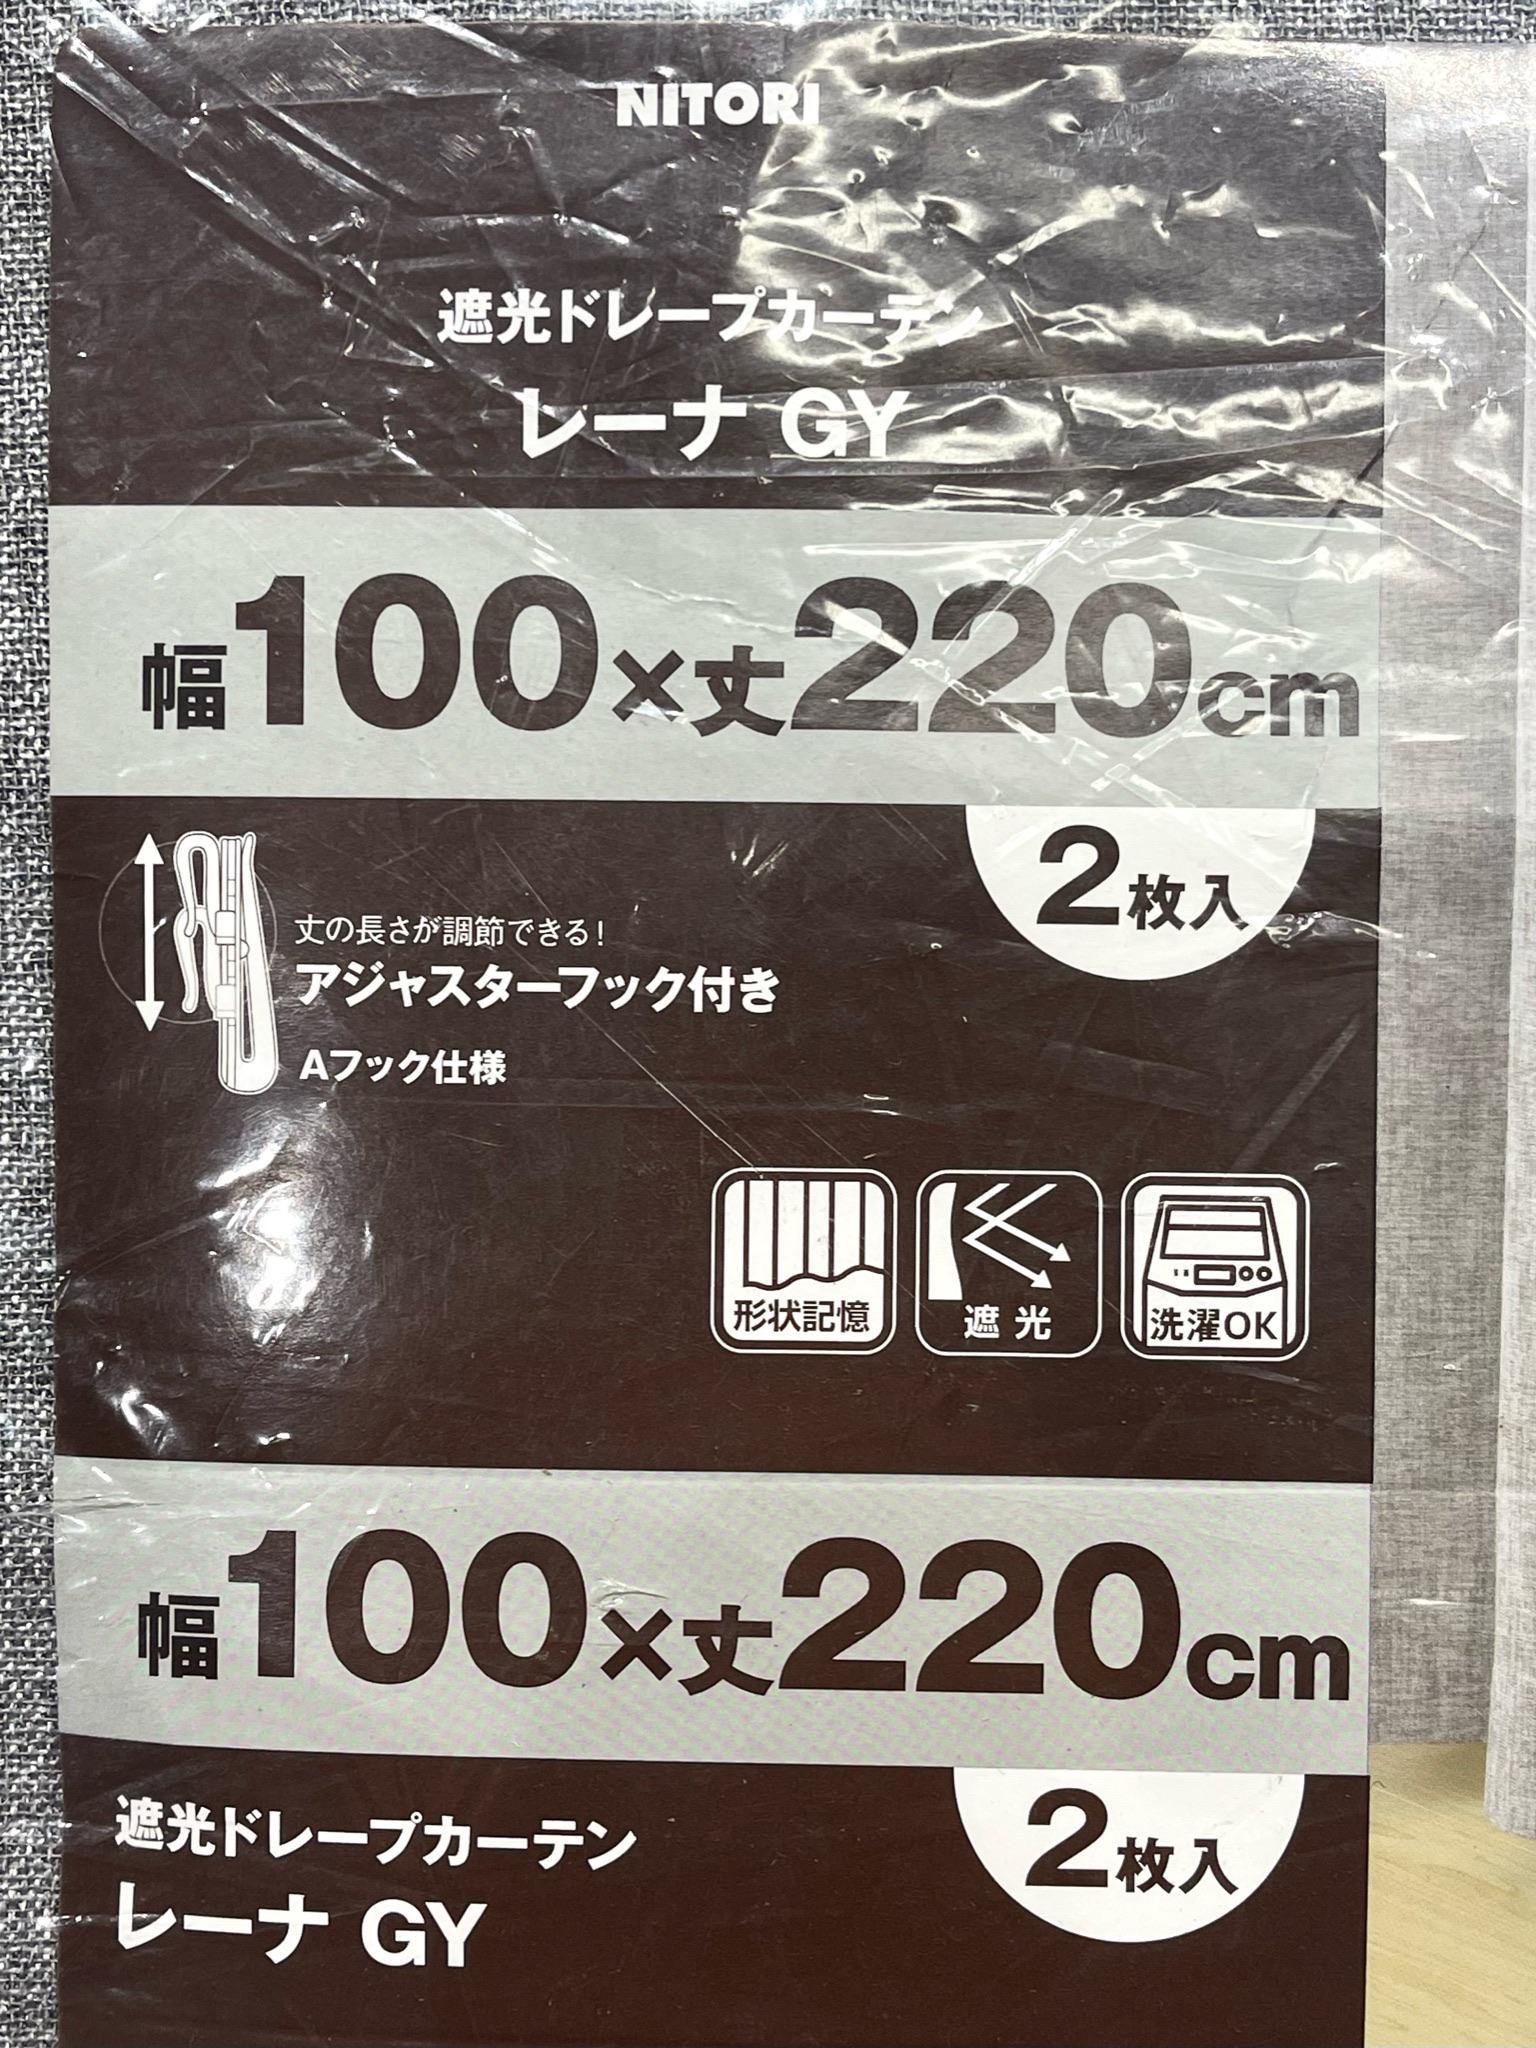 NITORI
遮光ドレープカーテン
レーナ GY
幅100×丈220cm
2枚入
丈の長さが調節できる！
アジャスターフック付き
Aフック仕様
形状記憶
遮光
洗濯OK
幅100×丈220cm
2枚入
遮光ドレープカーテン
レーナ GY